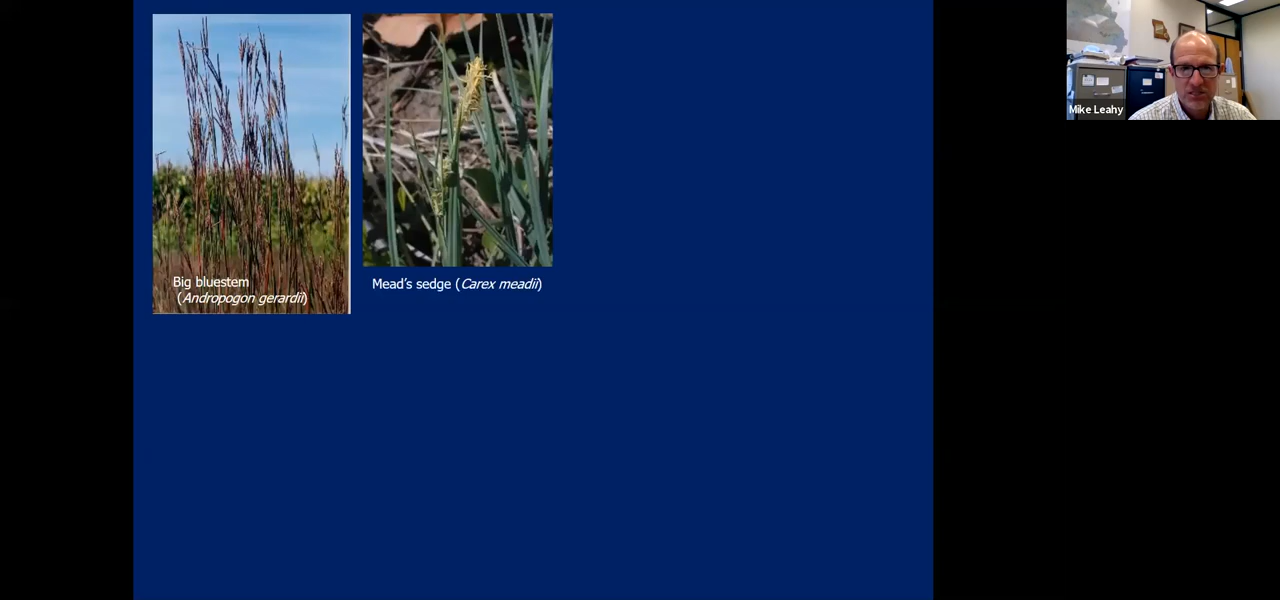 Big bluestem
(Andropogon gerardii)
Mead's sedge (Carex meadii)
Mike Leahy